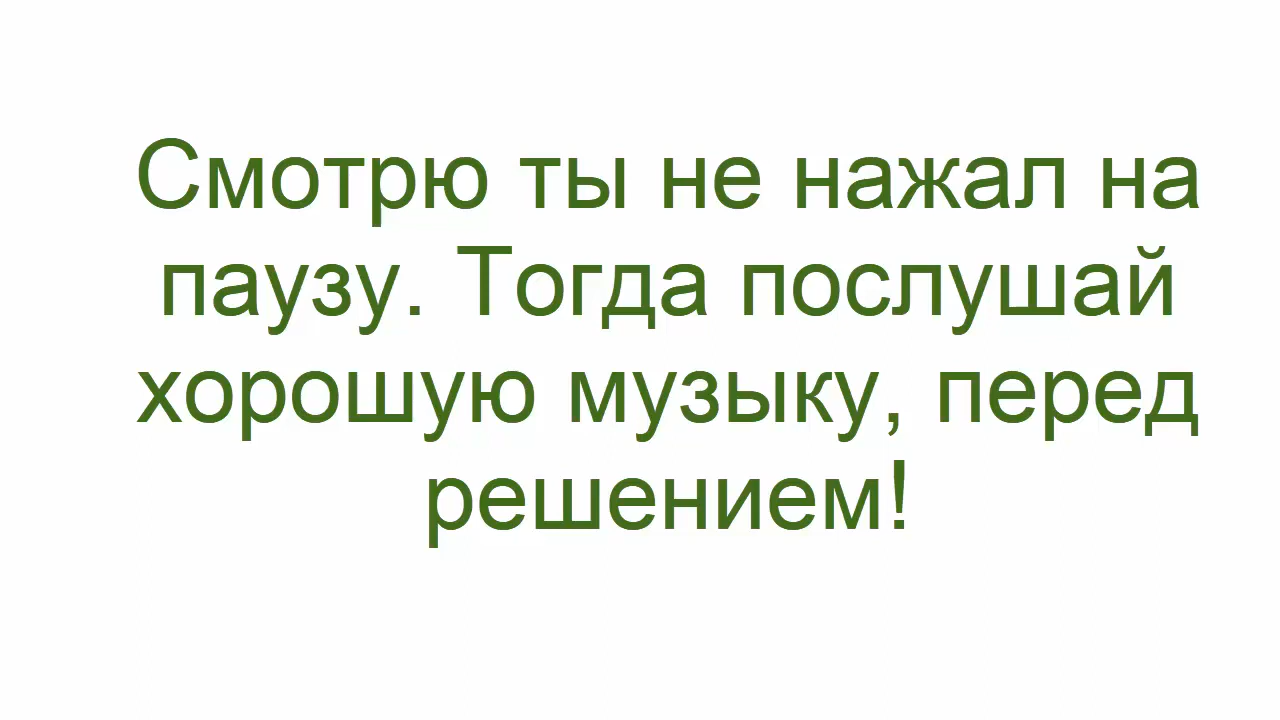 Смотрю ты не нажал на
паузу. Тогда послушай
хорошую музыку, перед
решением!